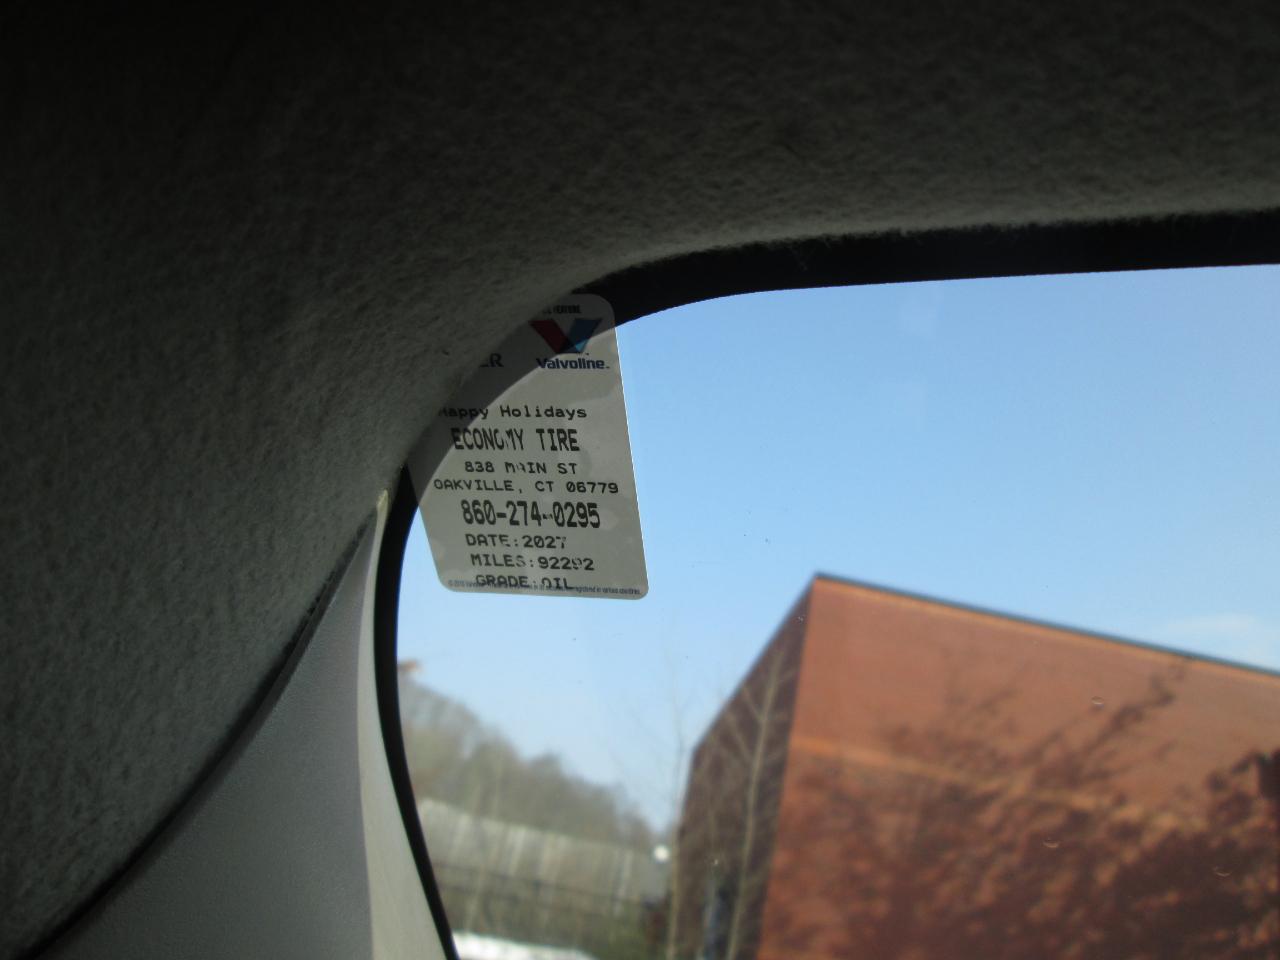 Valvoline™
Happy Holidays
ECONOMY TIRE
838 MAIN ST
OAKVILLE, CT 06779
860-274-0295
DATE:2027
MILES:92292
GRADE:OIL